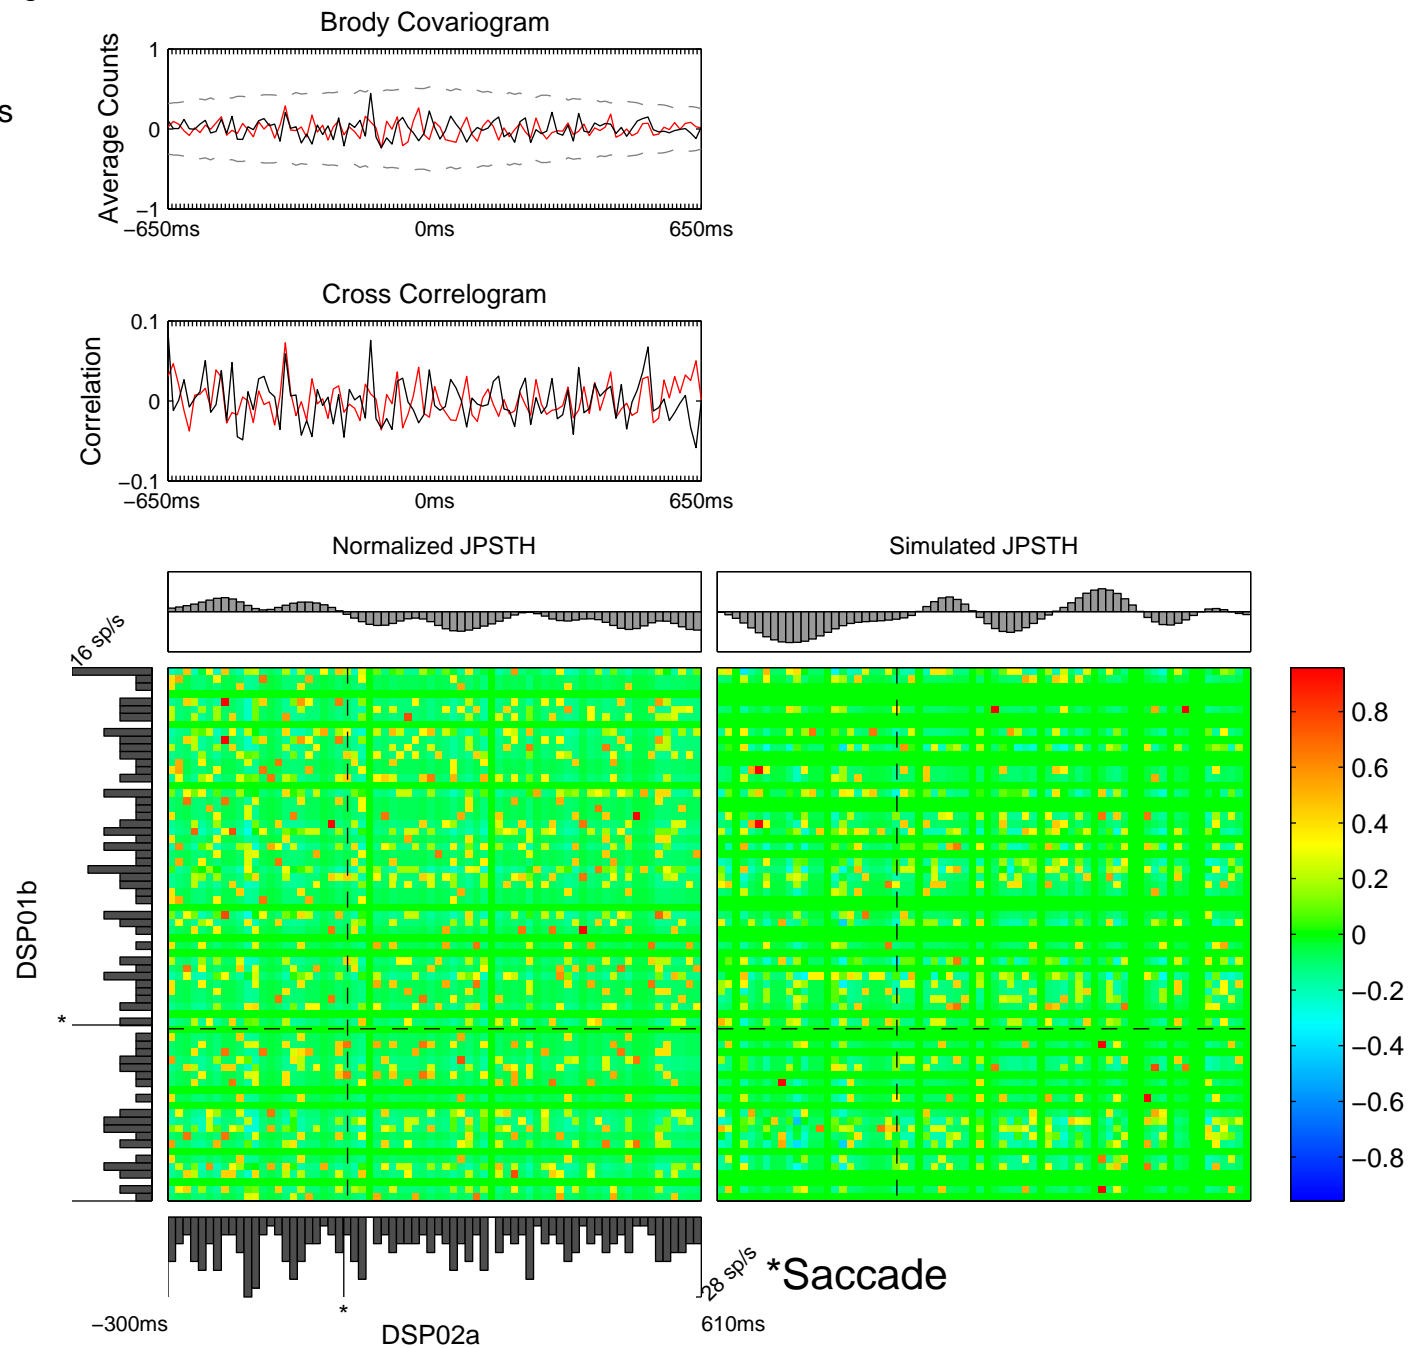 Brody Covariogram
s
Average Counts
1
0
−1
−650ms
0ms
650ms
Cross Correlogram
Correlation
0.1
0
−0.1
−650ms
0ms
650ms
Normalized JPSTH
Simulated JPSTH
16 sp/s
DSP01b
*
0.8
0.6
0.4
0.2
0
−0.2
−0.4
−0.6
−0.8
28 sp/s
*Saccade
*
−300ms
DSP02a
610ms